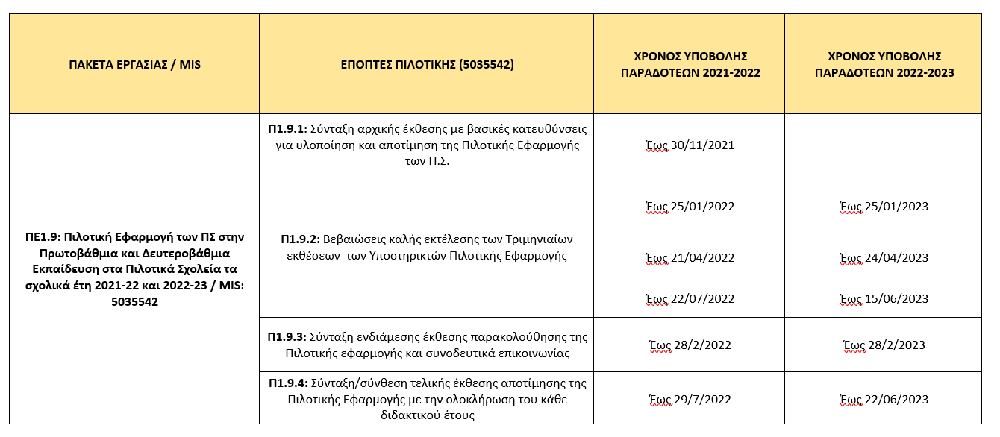 ΠΑΚΕΤΑ ΕΡΓΑΣΙΑΣ / MIS
ΕΠΟΠΤΕΣ ΠΙΛΟΤΙΚΗΣ (5035542)
ΧΡΟΝΟΣ ΥΠΟΒΟΛΗΣ
ΠΑΡΑΔΟΤΕΩΝ 2021-2022
ΧΡΟΝΟΣ ΥΠΟΒΟΛΗΣ
ΠΑΡΑΔΟΤΕΩΝ 2022-2023
ΠΕ1.9: Πιλοτική Εφαρμογή των ΠΣ στην
Πρωτοβάθμια και Δευτεροβάθμια
Εκπαίδευση στα Πιλοτικά Σχολεία τα
σχολικά έτη 2021-22 και 2022-23 / MIS:
5035542
Π1.9.1: Σύνταξη αρχικής έκθεσης με βασικές κατευθύνσεις
για υλοποίηση και αποτίμηση της Πιλοτικής Εφαρμογής
των Π.Σ.
Έως 30/11/2021
Π1.9.2: Βεβαιώσεις καλής εκτέλεσης των Τριμηνιαίων
εκθέσεων των Υποστηρικτών Πιλοτικής Εφαρμογής
Έως 25/01/2022
Έως 25/01/2023
Έως 21/04/2022
Έως 24/04/2023
Έως 22/07/2022
Έως 15/06/2023
Π1.9.3: Σύνταξη ενδιάμεσης έκθεσης παρακολούθησης της
Πιλοτικής εφαρμογής και συνοδευτικά επικοινωνίας
Έως 28/2/2022
Έως 28/2/2023
Π1.9.4: Σύνταξη/σύνθεση τελικής έκθεσης αποτίμησης της
Πιλοτικής Εφαρμογής με την ολοκλήρωση του κάθε
διδακτικού έτους
Έως 29/7/2022
Έως 22/06/2023